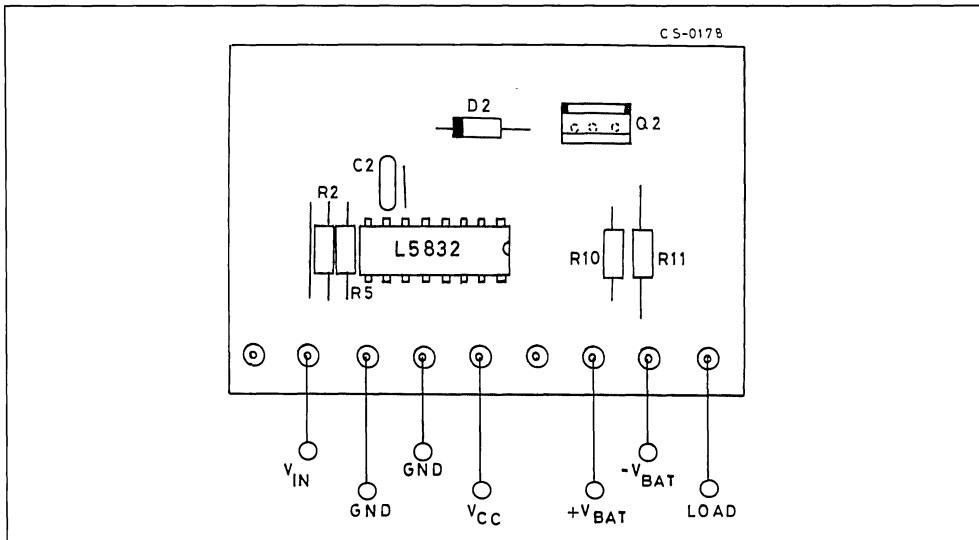 CS-0178
D2
Q2
C2
R2
L5832
R10
R11
R5
VIN
GND
GND
VCC
+VBAT
-VBAT
LOAD